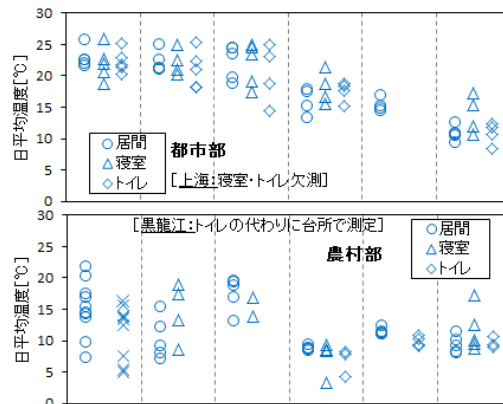 日平均温度[℃]
30
25
20
15
10
5
0
居間
寝室
トイレ
都市部
[上海:寝室・トイレ欠測]
日平均温度[℃]
30
25
20
15
10
5
0
[黒龍江:トイレの代わりに台所で測定]
農村部
居間
寝室
トイレ